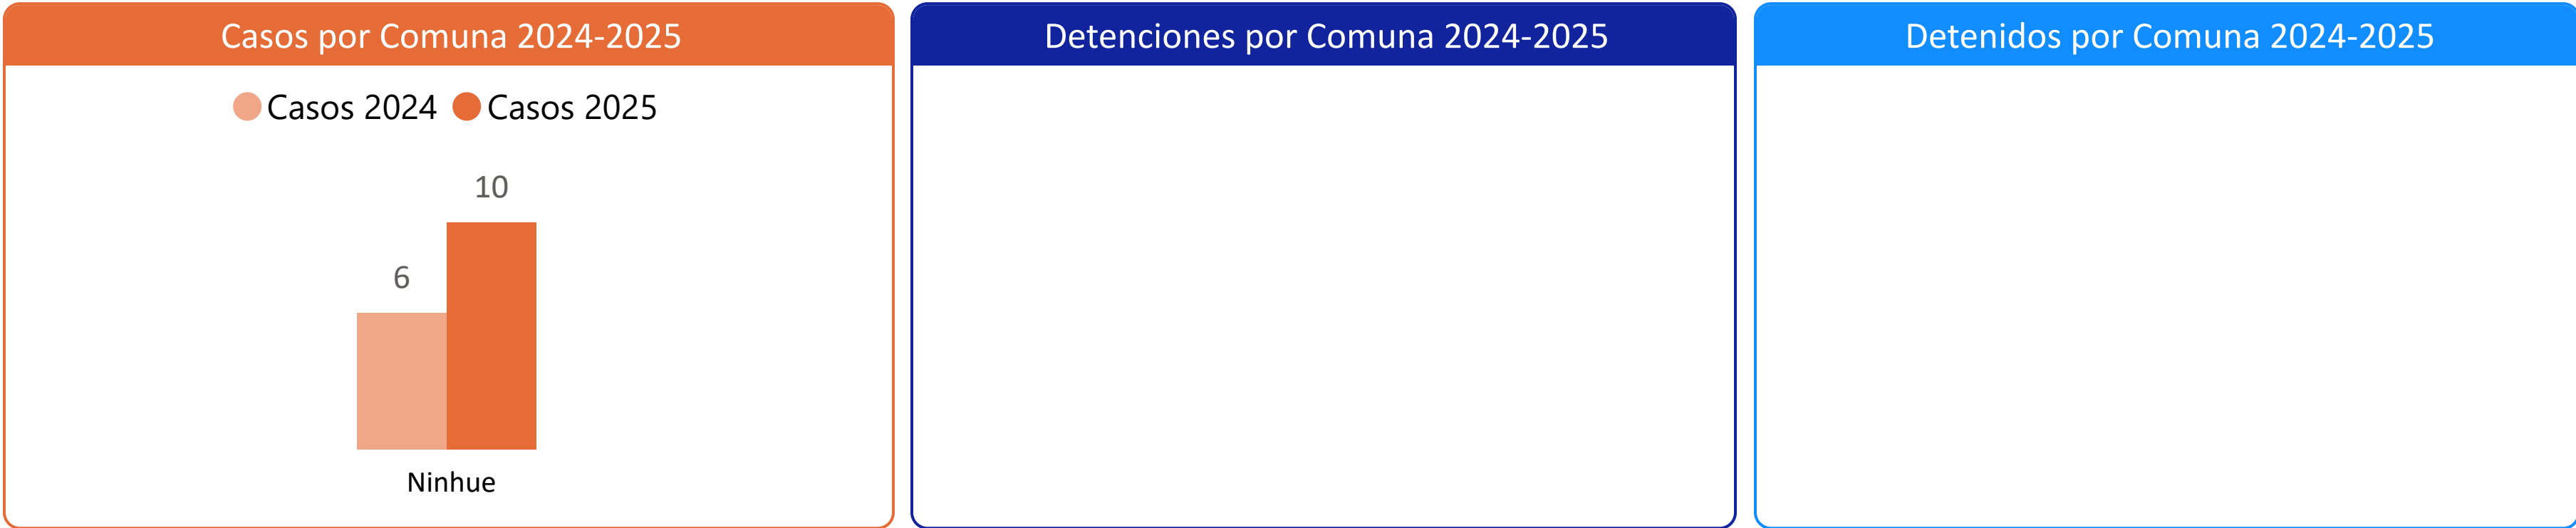 Casos por Comuna 2024-2025
Casos 2024 Casos 2025
10
6
Ninhue
Detenciones por Comuna 2024-2025
Detenidos por Comuna 2024-2025